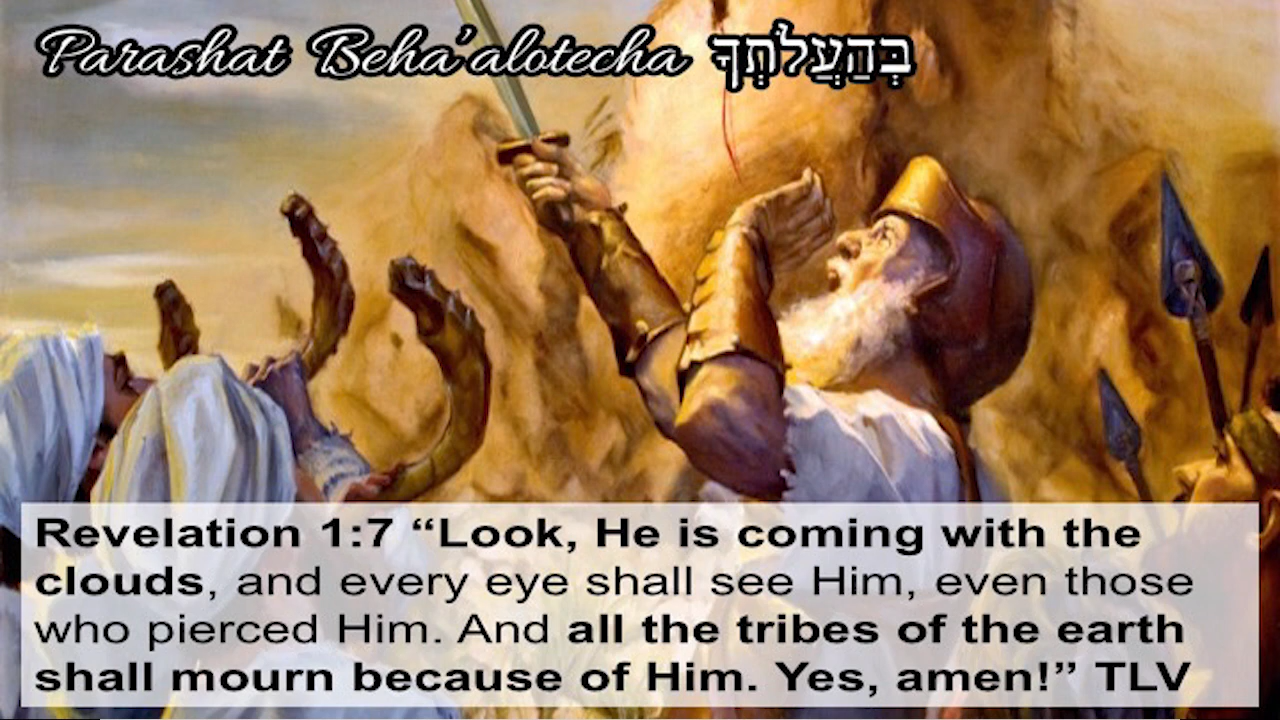 Parashat Beha’alotecha בְּהַעֲלֹתְךָ
Revelation 1:7 “Look, He is coming with the
clouds, and every eye shall see Him, even those
who pierced Him. And all the tribes of the earth
shall mourn because of Him. Yes, amen!” TLV